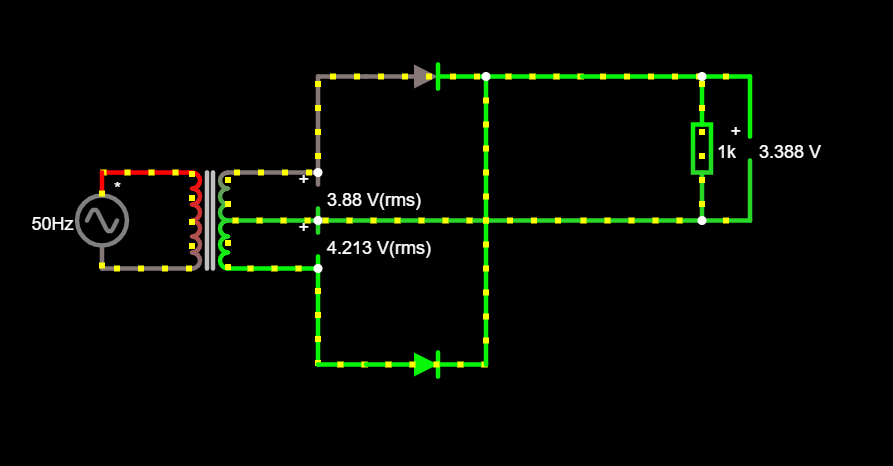 *
+
+
1k
3.388 V
+
3.88 V(rms)
50Hz
+
4.213 V(rms)